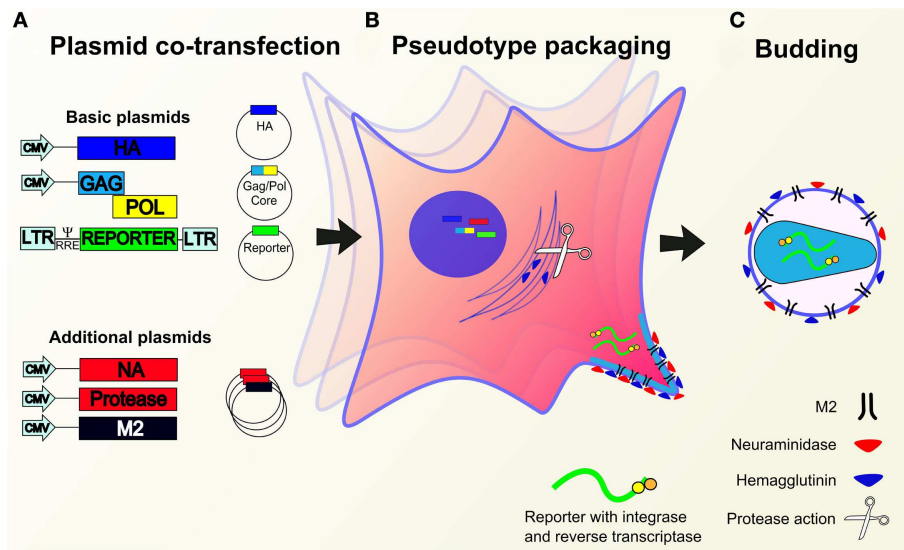 A
Plasmid co-transfection
B
Pseudotype packaging
C
Budding
Basic plasmids
CMV
HA
HA
CMV
GAG
POL
Gag/Pol
Core
LTR
Ψ
RRE
REPORTER
LTR
Reporter
Additional plasmids
CMV
NA
CMV
Protease
CMV
M2
M2
Neuraminidase
Hemagglutinin
Protease action
Reporter with integrase
and reverse transcriptase